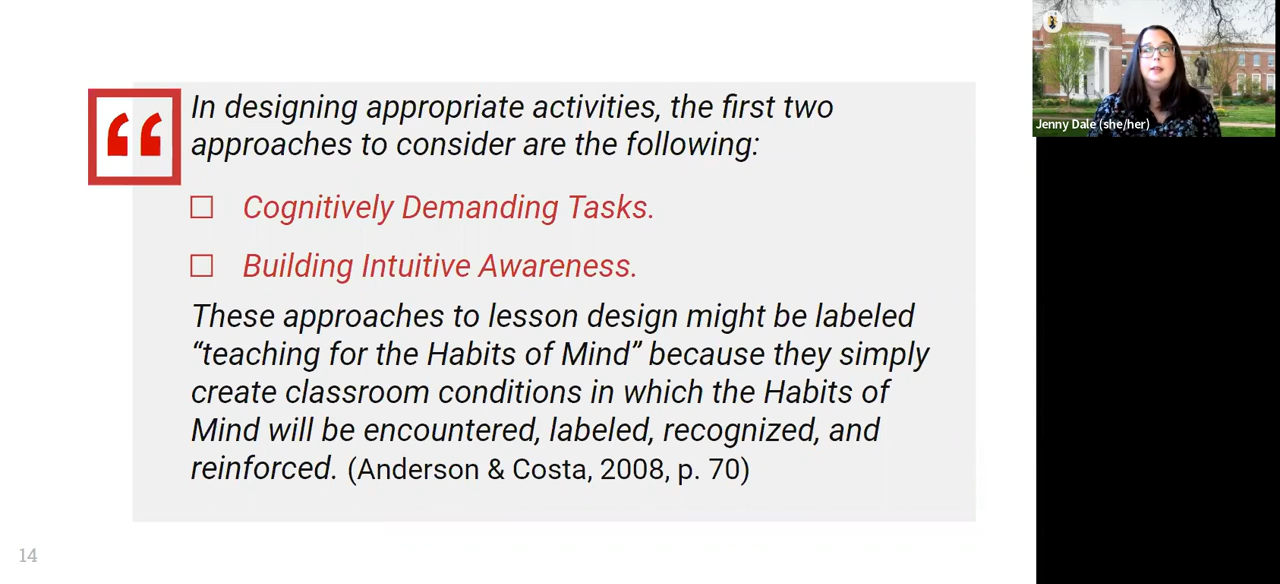 In designing appropriate activities, the first two
approaches to consider are the following:
Cognitively Demanding Tasks.
Building Intuitive Awareness.
These approaches to lesson design might be labeled
“teaching for the Habits of Mind” because they simply
create classroom conditions in which the Habits of
Mind will be encountered, labeled, recognized, and
reinforced. (Anderson & Costa, 2008, p. 70)
14
Jenny Dale (she/her)